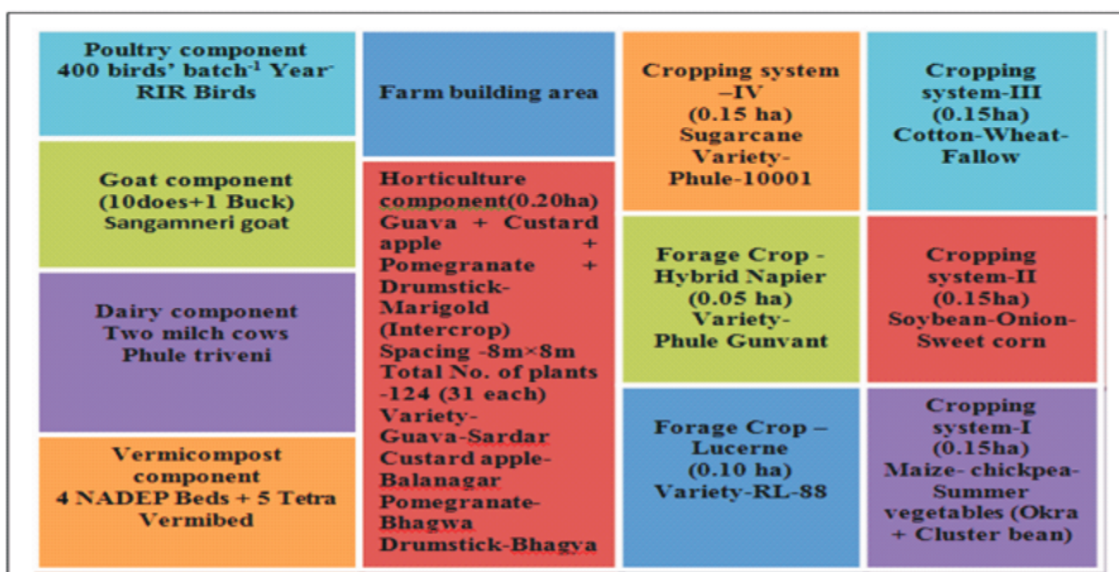 Poultry component
400 birds' batch⁻¹ Year⁻
RIR Birds
Goat component
(10does+1 Buck)
Sangamneri goat
Dairy component
Two milch cows
Phule triveni
Vermicompost
component
4 NADEP Beds + 5 Tetra
Vermibed
Farm building area
Horticulture
component(0.20ha)
Guava + Custard
apple +
Pomegranate +
Drumstick-
Marigold
(Intercrop)
Spacing -8m×8m
Total No. of plants
-124 (31 each)
Variety-
Guava-Sardar
Custard apple-
Balanagar
Pomegranate-
Bhagwa
Drumstick-Bhagya
Cropping system
–IV
(0.15 ha)
Sugarcane
Variety-
Phule-10001
Forage Crop -
Hybrid Napier
(0.05 ha)
Variety-
Phule Gunvant
Forage Crop –
Lucerne
(0.10 ha)
Variety-RL-88
Cropping
system-III
(0.15ha)
Cotton-Wheat-
Fallow
Cropping
system-II
(0.15ha)
Soybean-Onion-
Sweet corn
Cropping
system-I
(0.15ha)
Maize- chickpea-
Summer
vegetables (Okra
+ Cluster bean)